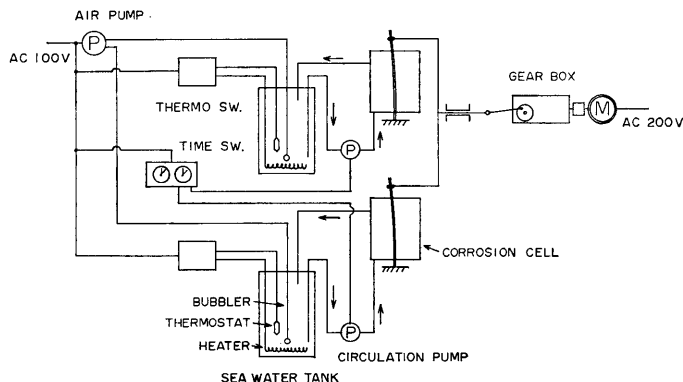 AIR PUMP
P
AC 100V
GEAR BOX
THERMO SW.
M
AC 200V
TIME SW.
P
CORROSION CELL
BUBBLER
THERMOSTAT
P
HEATER
CIRCULATION PUMP
SEA WATER TANK